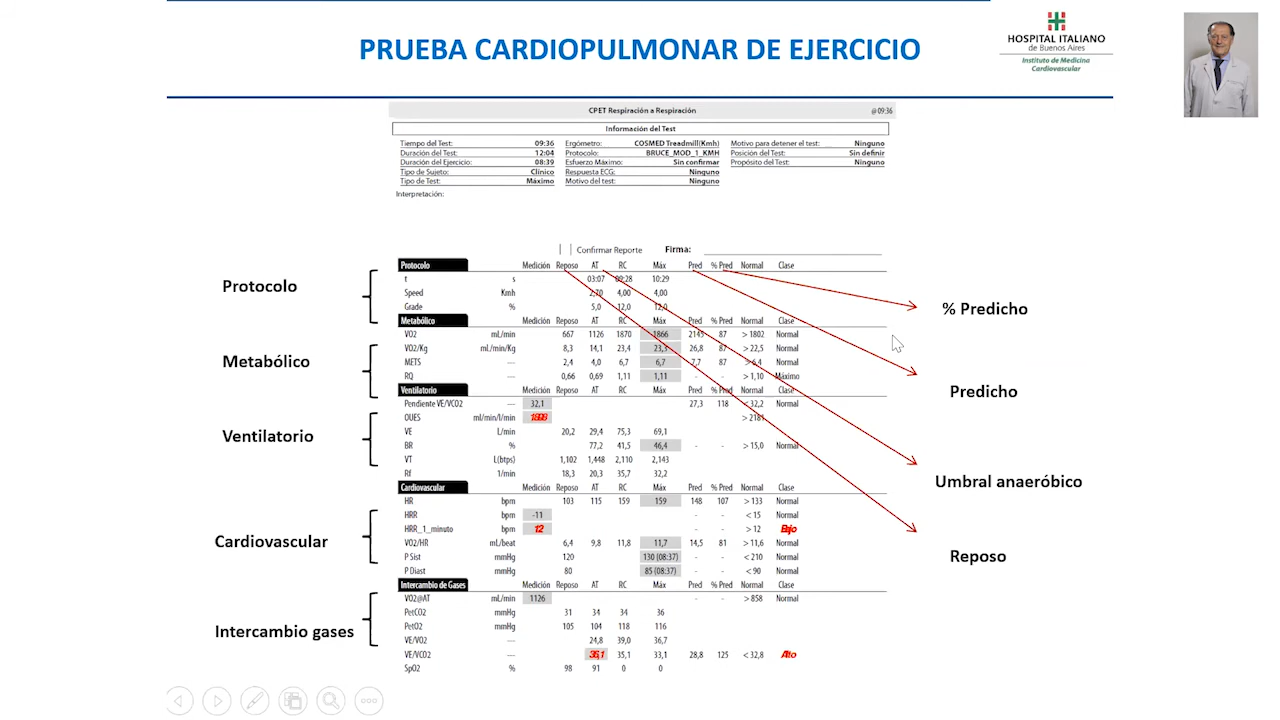 PRUEBA CARDIOPULMONAR DE EJERCICIO
HOSPITAL ITALIANO
de Buenos Aires
Instituto de Medicina
Cardiovascular
CPET Respiración a Respiración @09:36
Información del Test
Tiempo del Test: 09:36 Ergómetro: COSMED Treadmill(Kmh) Motivo para detener el test: Ninguno
Duración del Test: 12:04 Protocolo: BRUCE_MOD_1_KMH Posición del Test: Sin definir
Duración del Ejercicio: 08:39 Esfuerzo Máximo: Sin confirmar Propósito del Test: Ninguno
Tipo de Sujeto: Clínico Respuesta ECG: Ninguno
Tipo de Test: Máximo Motivo del test: Ninguno
Interpretación:
Confirmar Reporte Firma:
Protocolo Medición Reposo AT RC Máx Pred % Pred Normal Clase
t s 03:07 09:28 10:29
Speed Kmh 2,70 4,00 4,00
Grade % 5,0 12,0 12,0
Metabólico Medición Reposo AT RC Máx Pred % Pred Normal Clase
VO2 mL/min 667 1126 1870 1866 2145 87 > 1802 Normal
VO2/Kg mL/min/Kg 8,3 14,1 23,4 23,3 26,8 87 > 22,5 Normal
METS --- 2,4 4,0 6,7 6,7 7,7 87 > 6,4 Normal
RQ --- 0,66 0,69 1,11 1,11 - - > 1,10 Máximo
Ventilatorio Medición Reposo AT RC Máx Pred % Pred Normal Clase
Pendiente VE/VCO2 --- 32,1 27,3 118 < 32,2 Normal
OUES ml/min/l/min > 2181
VE L/min 20,2 29,4 75,3 69,1
BR % 77,2 41,5 46,4 - - > 15,0 Normal
VT L(btps) 1,102 1,448 2,110 2,143
Rf 1/min 18,3 20,3 35,7 32,2
Cardiovascular Medición Reposo AT RC Máx Pred % Pred Normal Clase
HR bpm 103 115 159 159 148 107 > 133 Normal
HRR bpm -11 - - < 15 Normal
HRR_1_minuto bpm 12 - - > 12 Bajo
VO2/HR mL/beat 6,4 9,8 11,8 11,7 14,5 81 > 11,6 Normal
P Sist mmHg 120 130 (08:37) - - < 210 Normal
P Diast mmHg 80 85 (08:37) - - < 90 Normal
Intercambio de Gases Medición Reposo AT RC Máx Pred % Pred Normal Clase
VO2@AT mL/min 1126 - - > 858 Normal
PetCO2 mmHg 31 34 34 36
PetO2 mmHg 105 104 118 116
VE/VO2 --- 24,8 39,0 36,7
VE/VCO2 --- 36,1 35,1 33,1 28,8 125 < 32,8 Alto
SpO2 % 98 91 0 0
Protocolo
Metabólico
Ventilatorio
Cardiovascular
Intercambio gases
% Predicho
Predicho
Umbral anaeróbico
Reposo